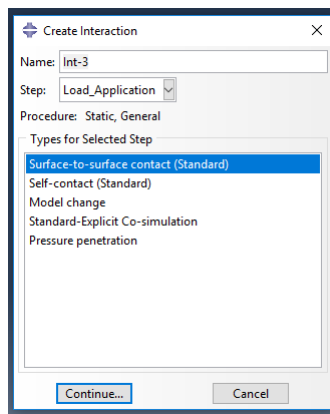 Create Interaction
Name: Int-3
Step: Load_Application
Procedure: Static, General
Types for Selected Step
Surface-to-surface contact (Standard)
Self-contact (Standard)
Model change
Standard-Explicit Co-simulation
Pressure penetration
Continue... Cancel